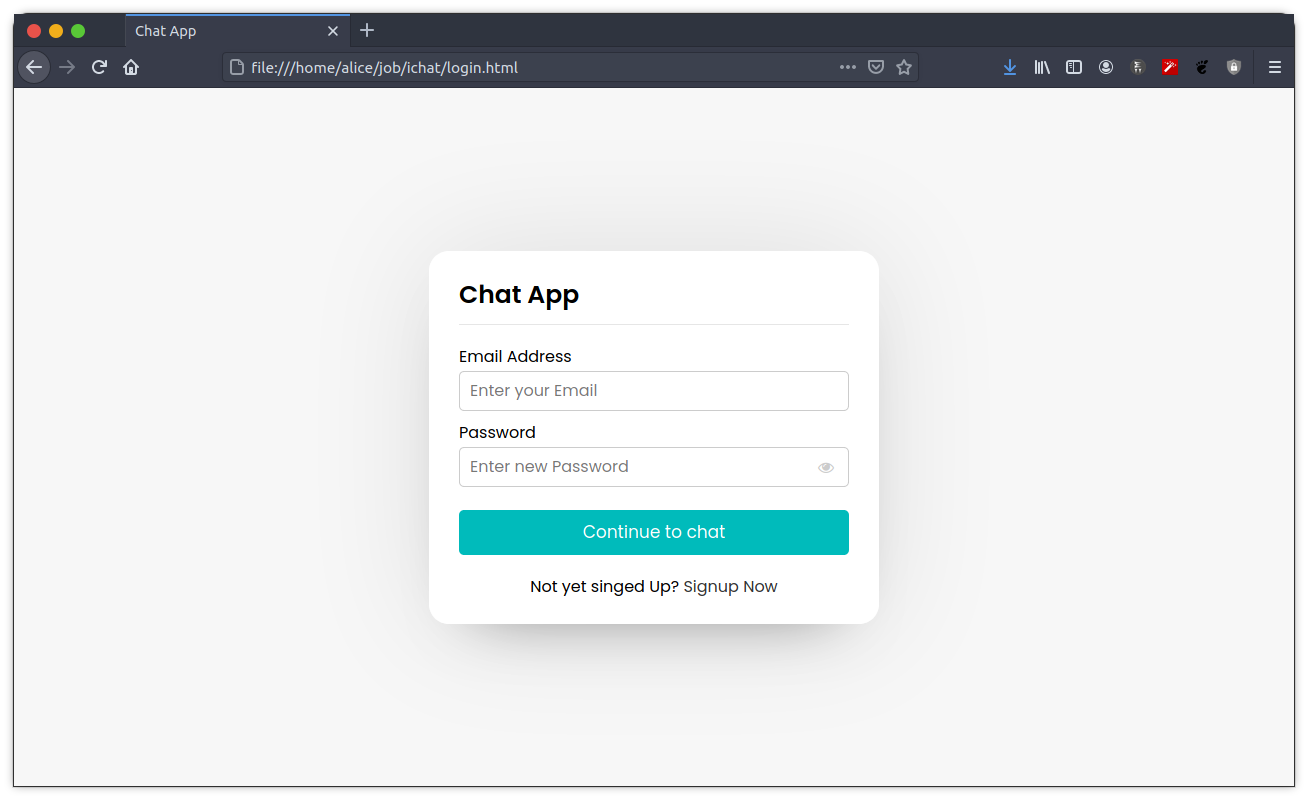 Chat App
file:///home/alice/job/ichat/login.html
Chat App
Email Address
Enter your Email
Password
Enter new Password
Continue to chat
Not yet singed Up? Signup Now